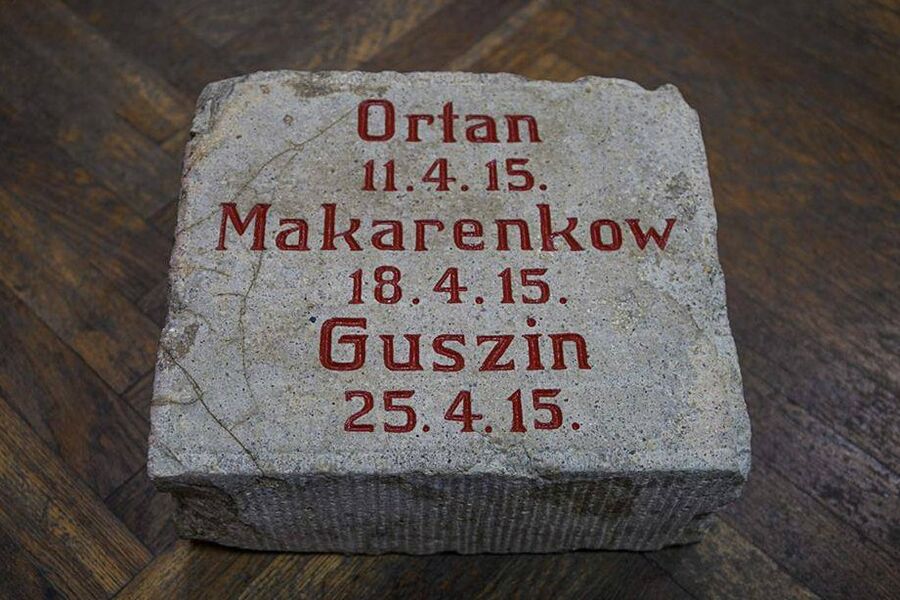 Ortan
11.4.15.
Makarenkow
18.4.15.
Guszin
25.4.15.